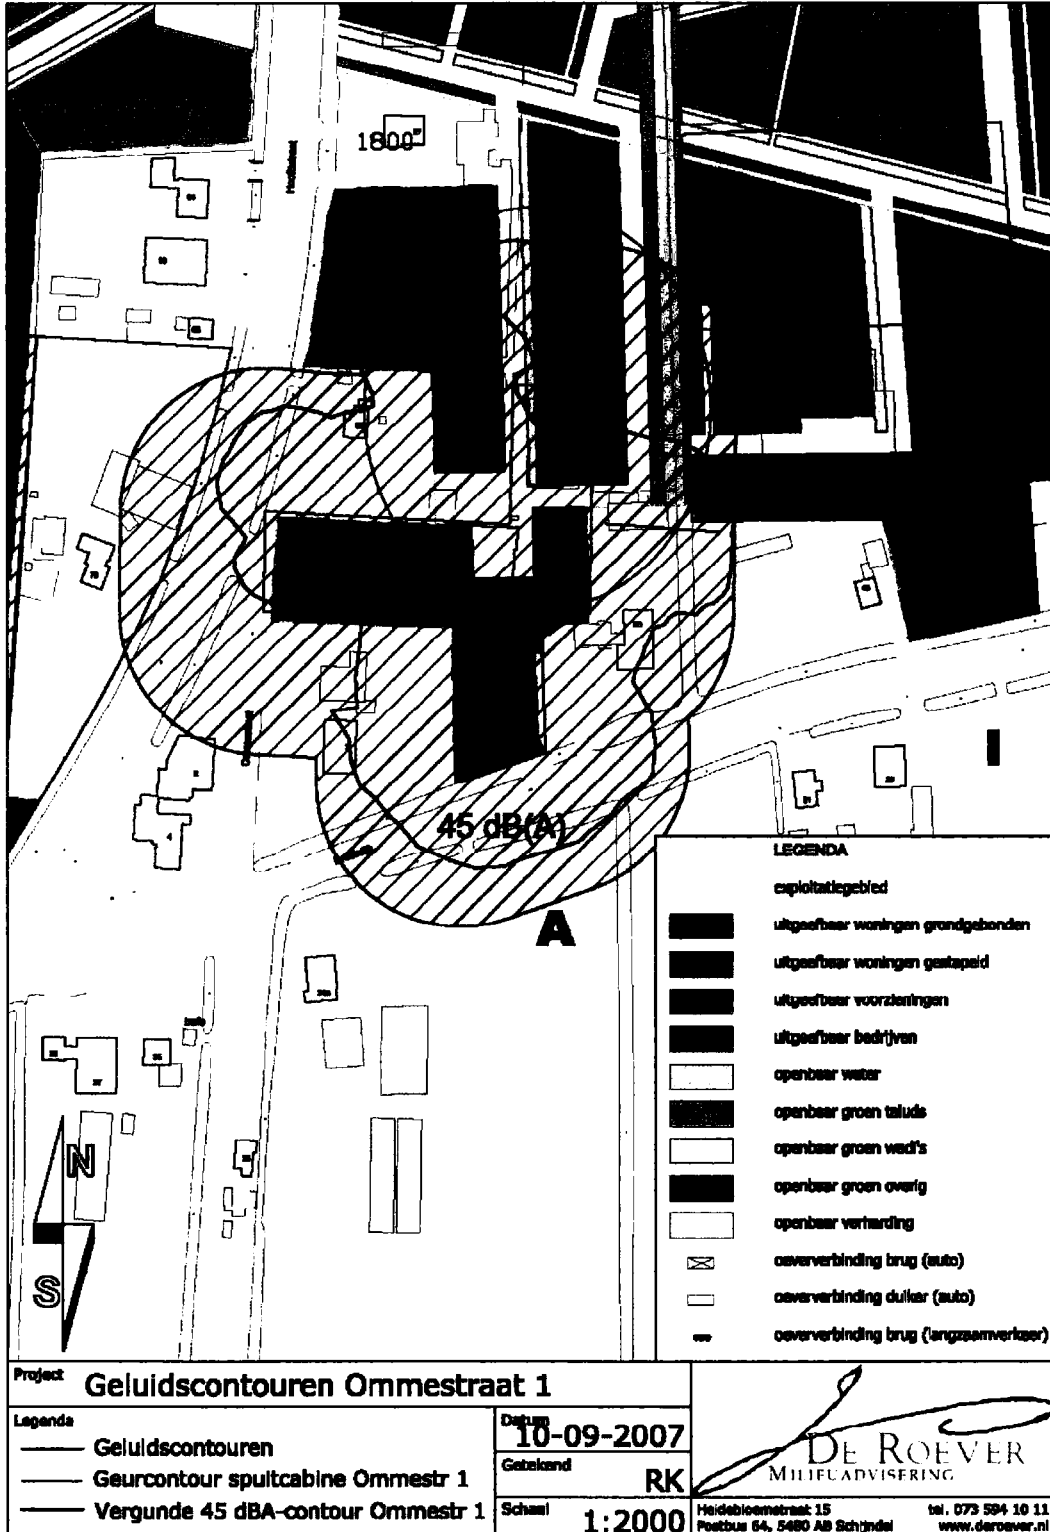 1800
45 dB(A)
A
N
S
LEGENDA
exploitatiegebied
uitgeefbaar woningen grondgebonden
uitgeefbaar woningen gestapeld
uitgeefbaar voorzieningen
uitgeefbaar bedrijven
openbaar water
openbaar groen taluds
openbaar groen wadi's
openbaar groen overig
openbaar verharding
oeververbinding brug (auto)
oeververbinding duiker (auto)
oeververbinding brug (langzaamverkeer)
Project
Geluidscontouren Ommestraat 1
Legenda
Geluidscontouren
Geurcontour spuitcabine Ommestr 1
Vergunde 45 dBA-contour Ommestr 1
Datum
10-09-2007
Getekend
RK
Schaal
1:2000
DE ROEVER
MILIEUADVISERING
Heidebloemstraat 15
Postbus 64, 5480 AB Schijndel
tel. 073 594 10 11
www.deroever.nl